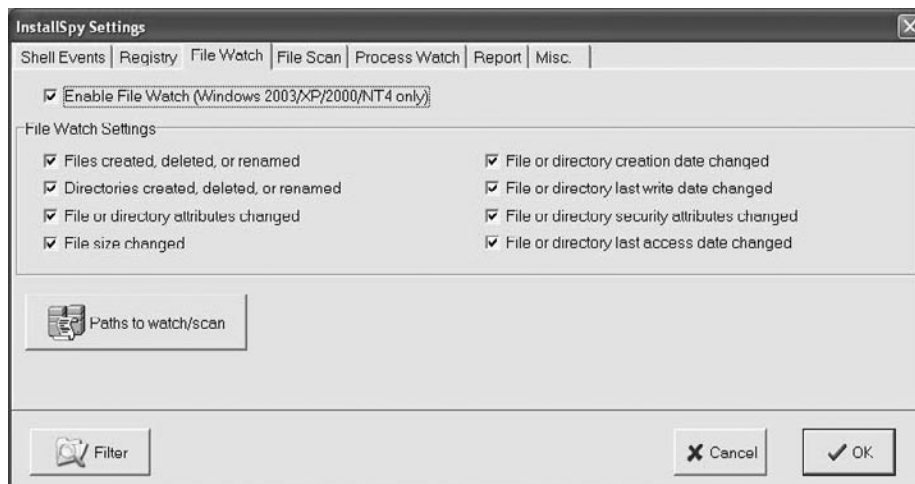 InstallSpy Settings
Shell Events Registry File Watch File Scan Process Watch Report Misc.
Enable File Watch (Windows 2003/XP/2000/NT4 only)
File Watch Settings
Files created, deleted, or renamed
Directories created, deleted, or renamed
File or directory attributes changed
File size changed
File or directory creation date changed
File or directory last write date changed
File or directory security attributes changed
File or directory last access date changed
Paths to watch/scan
Filter
Cancel
OK